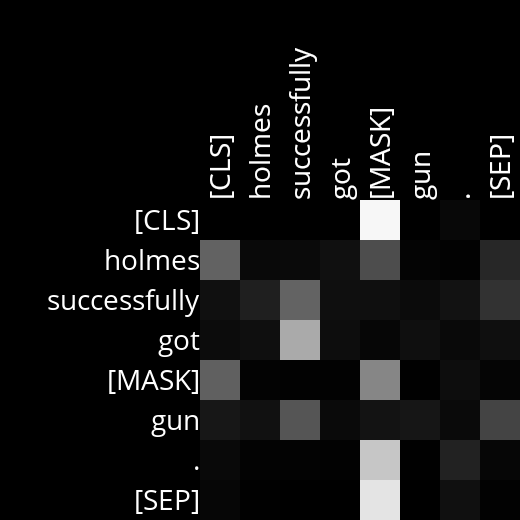 [CLS]
holmes
successfully
got
[MASK]
gun
.
[SEP]
[CLS]
holmes
successfully
got
[MASK]
gun
.
[SEP]